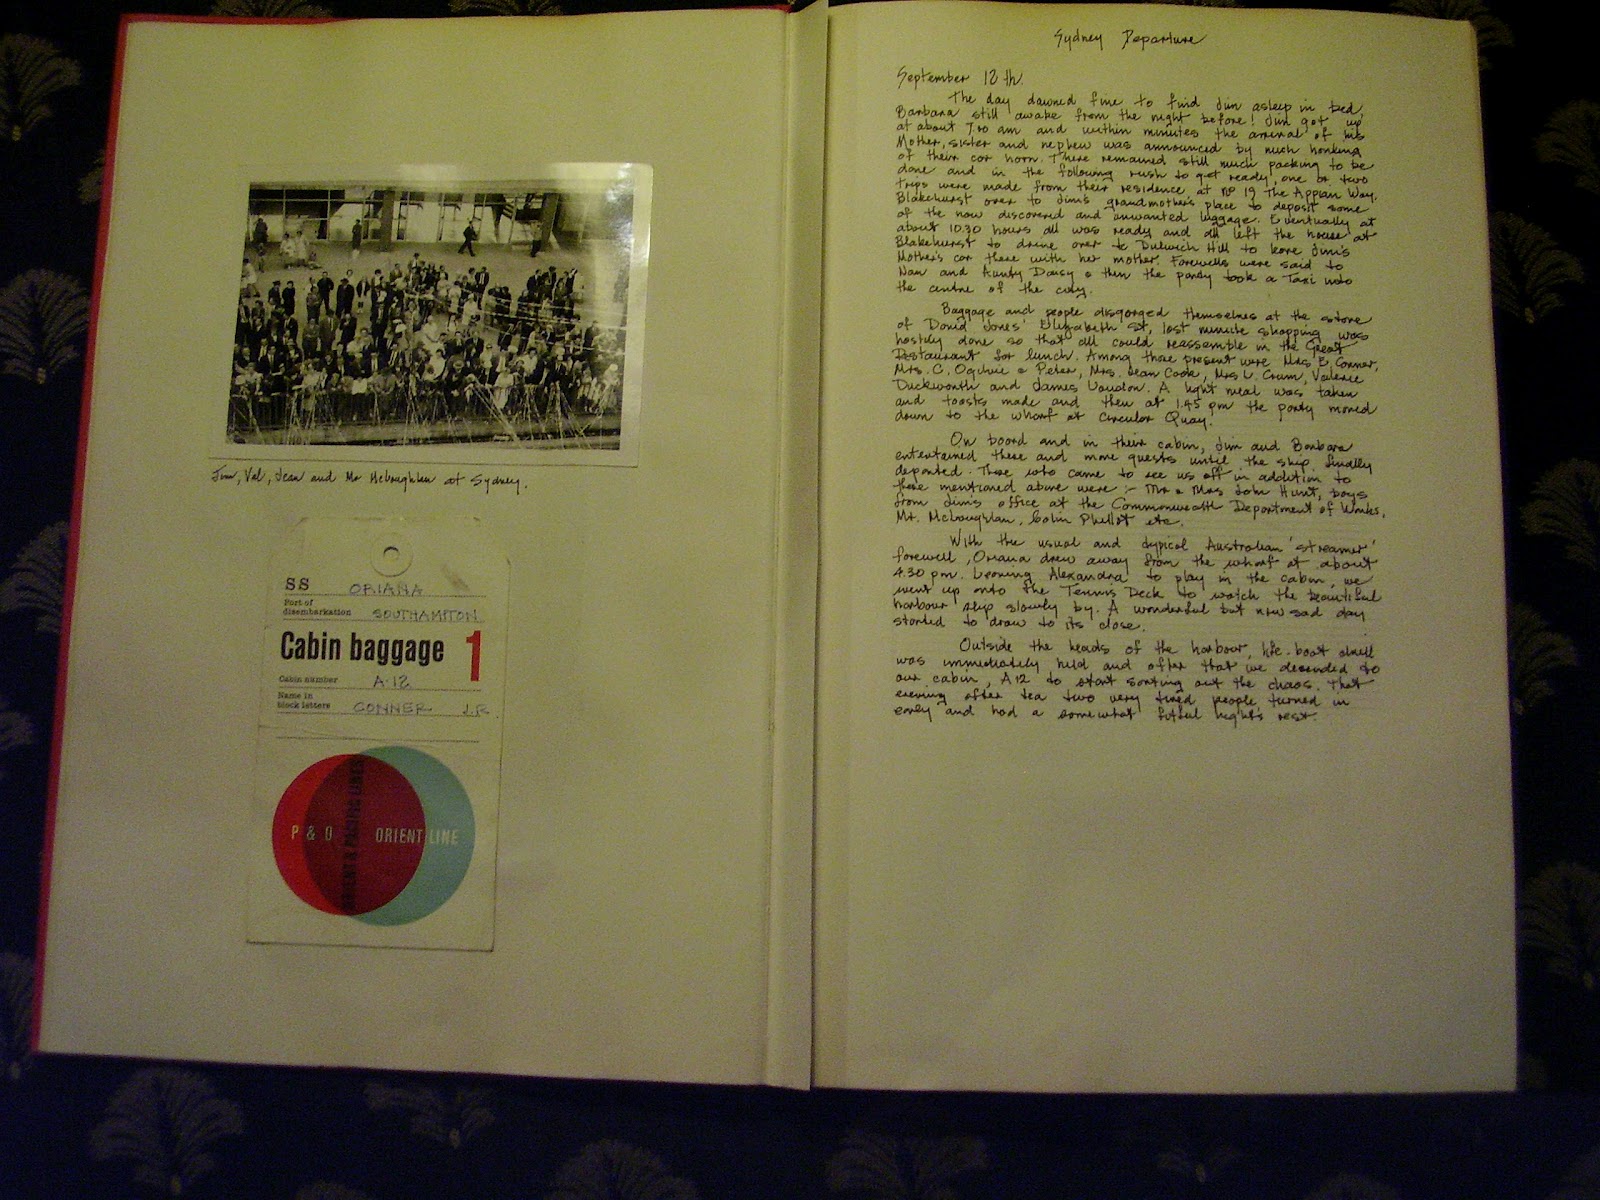 Jim, Val, Jean and Mr McLoughlan at Sydney.
SS ORIANA
Port of
disembarkation SOUTHAMPTON
Cabin baggage 1
Cabin number A·12
Name in
block letters CONNER J.R.
P & O ORIENT LINE
ORIENT & PACIFIC LINES
Sydney Departure
September 12th.
The day dawned fine to find Jim asleep in bed,
Barbara still awake from the night before! Jim got up
at about 7.00 am and within minutes the arrival of his
Mother, sister and nephew was announced by much honking
of their car horn. There remained still much packing to be
done and in the following rush to get ready, one or two
trips were made from their residence at No 19 The Appian Way,
Blakehurst over to Jim's grandmother's place to deposit some
of the now discovered and unwanted luggage. Eventually at
about 10.30 hours all was ready and all left the house at
Blakehurst to drive over to Dulwich Hill to leave Jim's
Mother's car there with her mother. Farewells were said to
Nan and Aunty Daisy & then the party took a Taxi into
the centre of the city.
Baggage and people disgorged themselves at the store
of David Jones' Elizabeth St, last minute shopping was
hastily done so that all could reassemble in the Great
Restaurant for lunch. Among those present were Mrs E. Conner,
Mrs. C. Ogilvie & Peter, Mrs. Jean Cook, Mrs L. Crum, Valerie
Duckworth and James Loudon. A light meal was taken
and toasts made and then at 1.45 pm the party moved
down to the wharf at Circular Quay.
On board and in their cabin, Jim and Barbara
entertained these and more guests until the ship finally
departed. Those who came to see us off in addition to
those mentioned above were :- Mr & Mrs John Hunt, boys
from Jim's office at the Commonwealth Department of Works,
Mr. McLoughlan, Colin Phillot etc.
With the usual and typical Australian 'streamer'
farewell, Oriana drew away from the wharf at about
4.30 pm. Leaving Alexandra to play in the cabin, we
went up onto the Tennis Deck to watch the beautiful
harbour slip slowly by. A wonderful but now sad day
started to draw to its close.
Outside the heads of the harbour, life-boat drill
was immediately held and after that we descended to
our cabin, A12 to start sorting out the chaos. That
evening after tea two very tired people turned in
early and had a somewhat fitful night's rest.